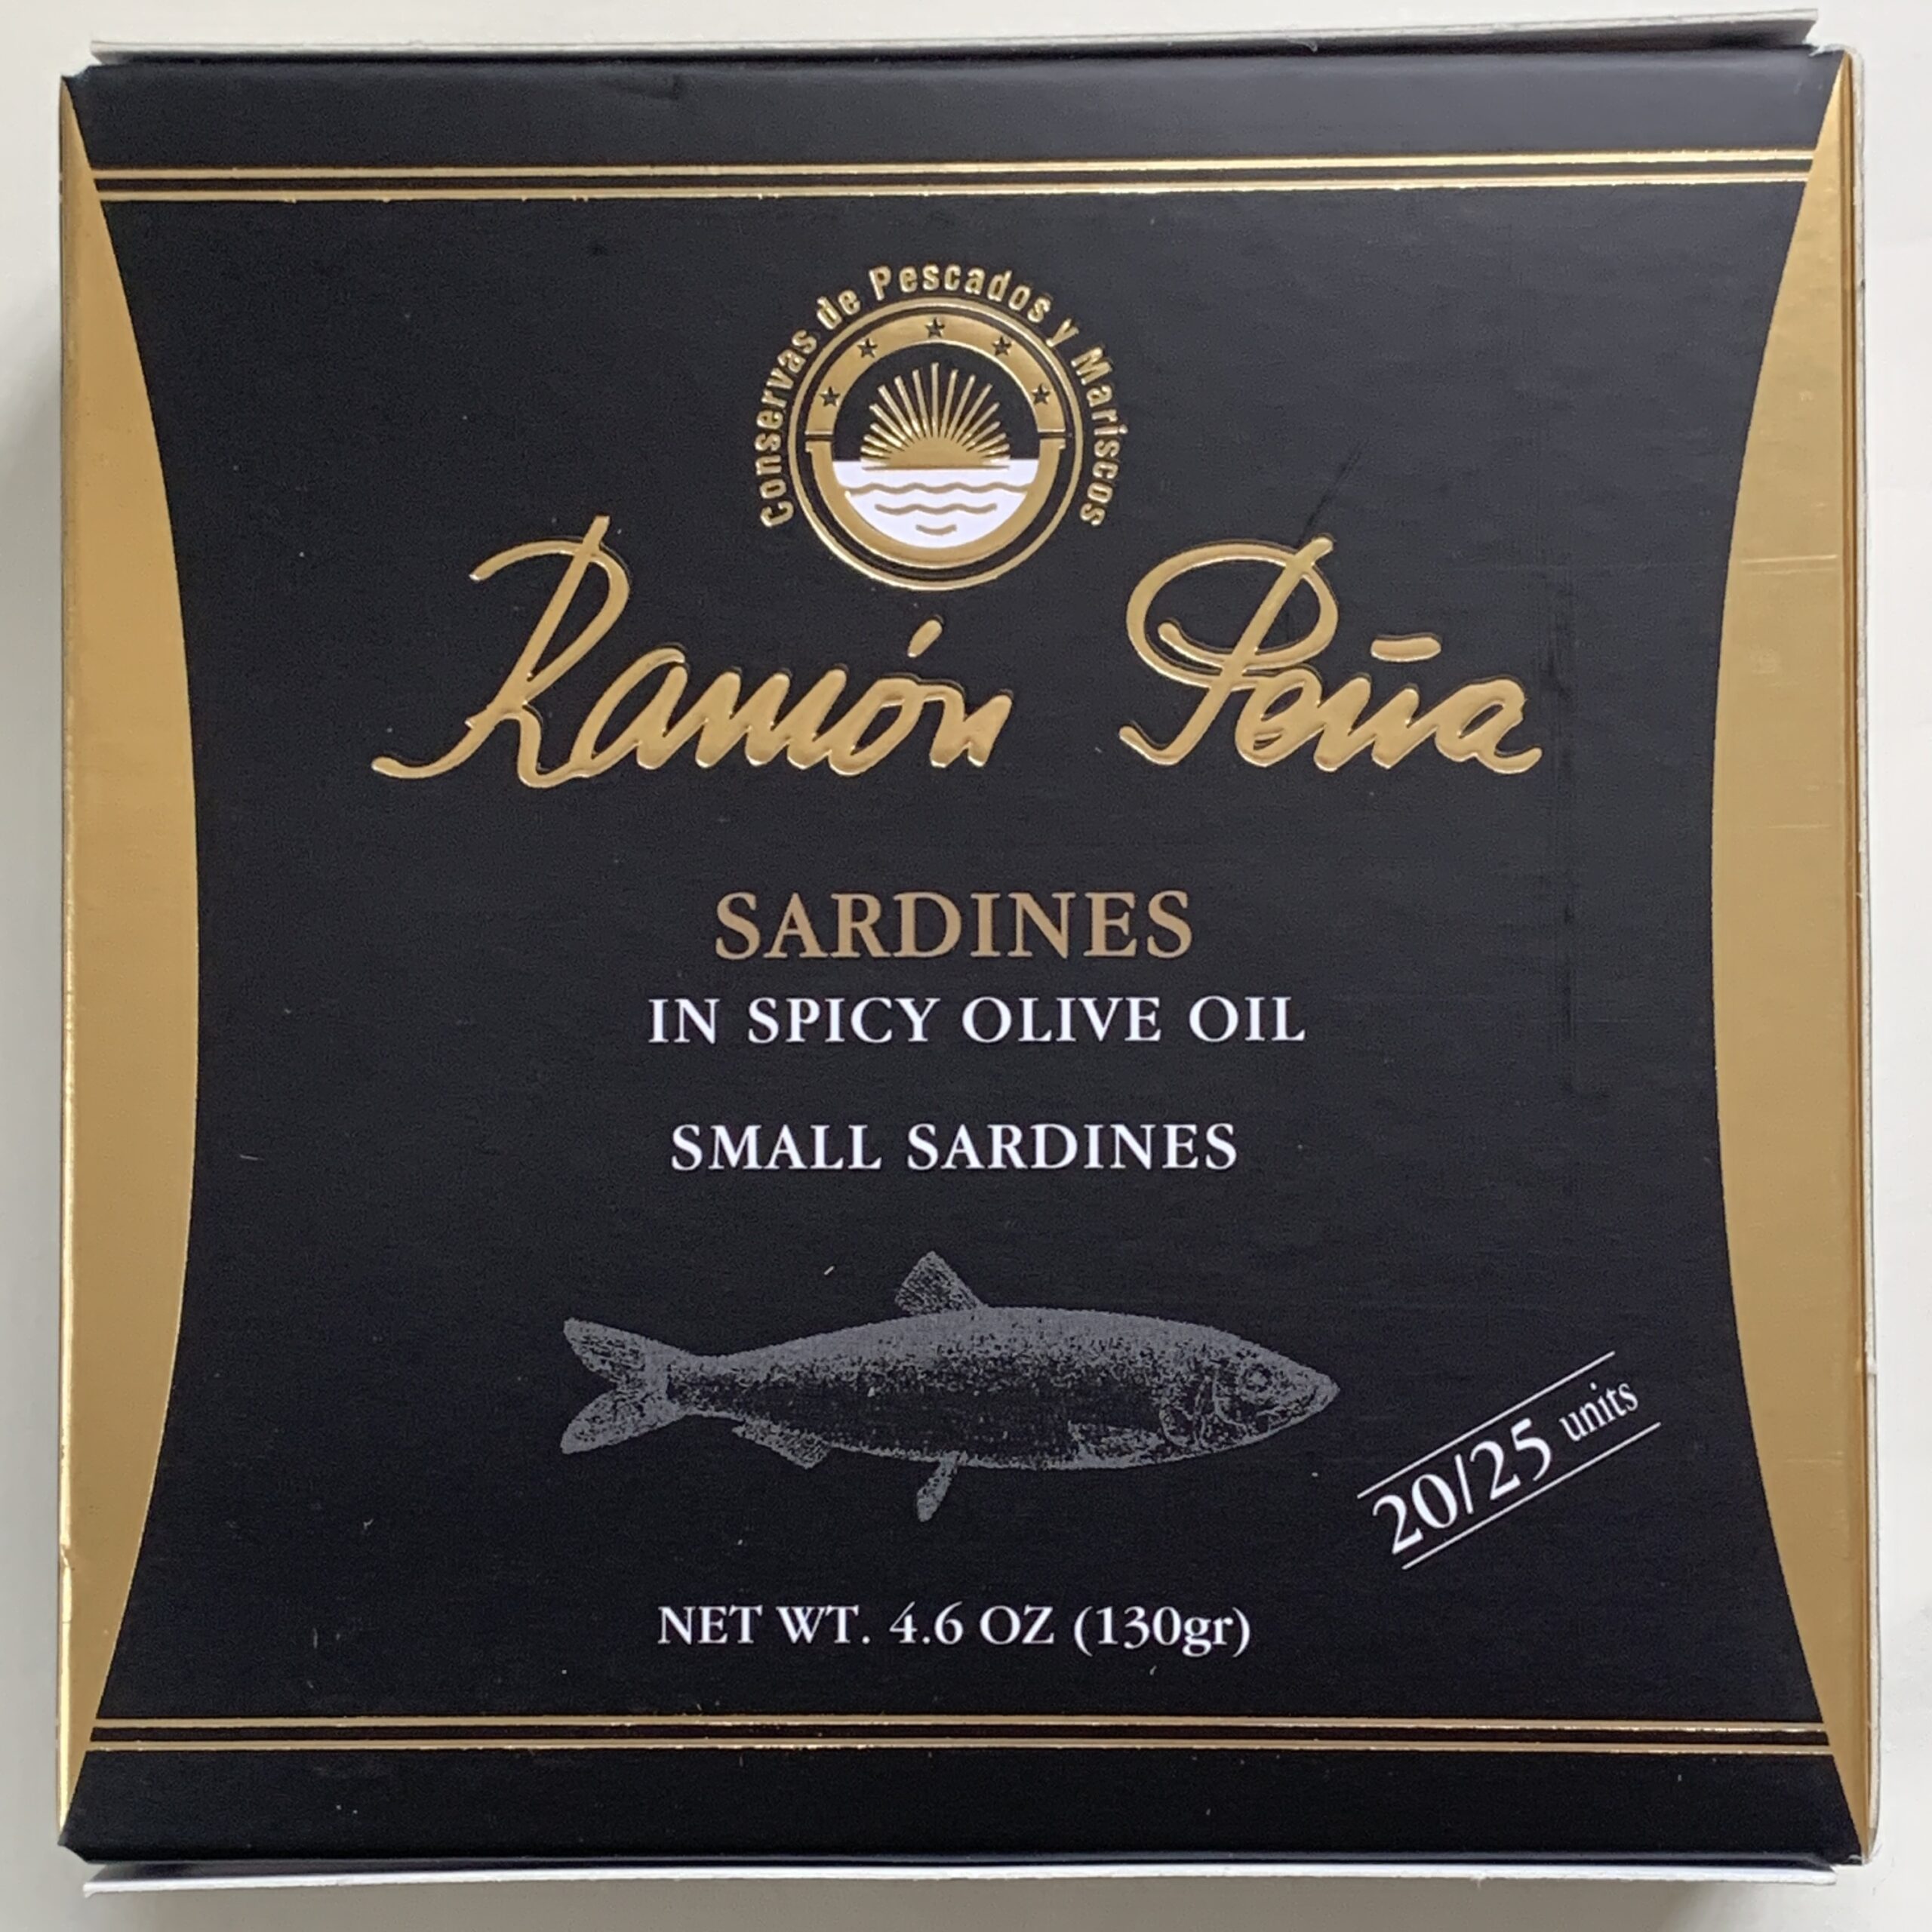 Conservas de Pescados y Mariscos
Ramón Peña
SARDINES
IN SPICY OLIVE OIL
SMALL SARDINES
20/25 units
NET WT. 4.6 OZ (130gr)